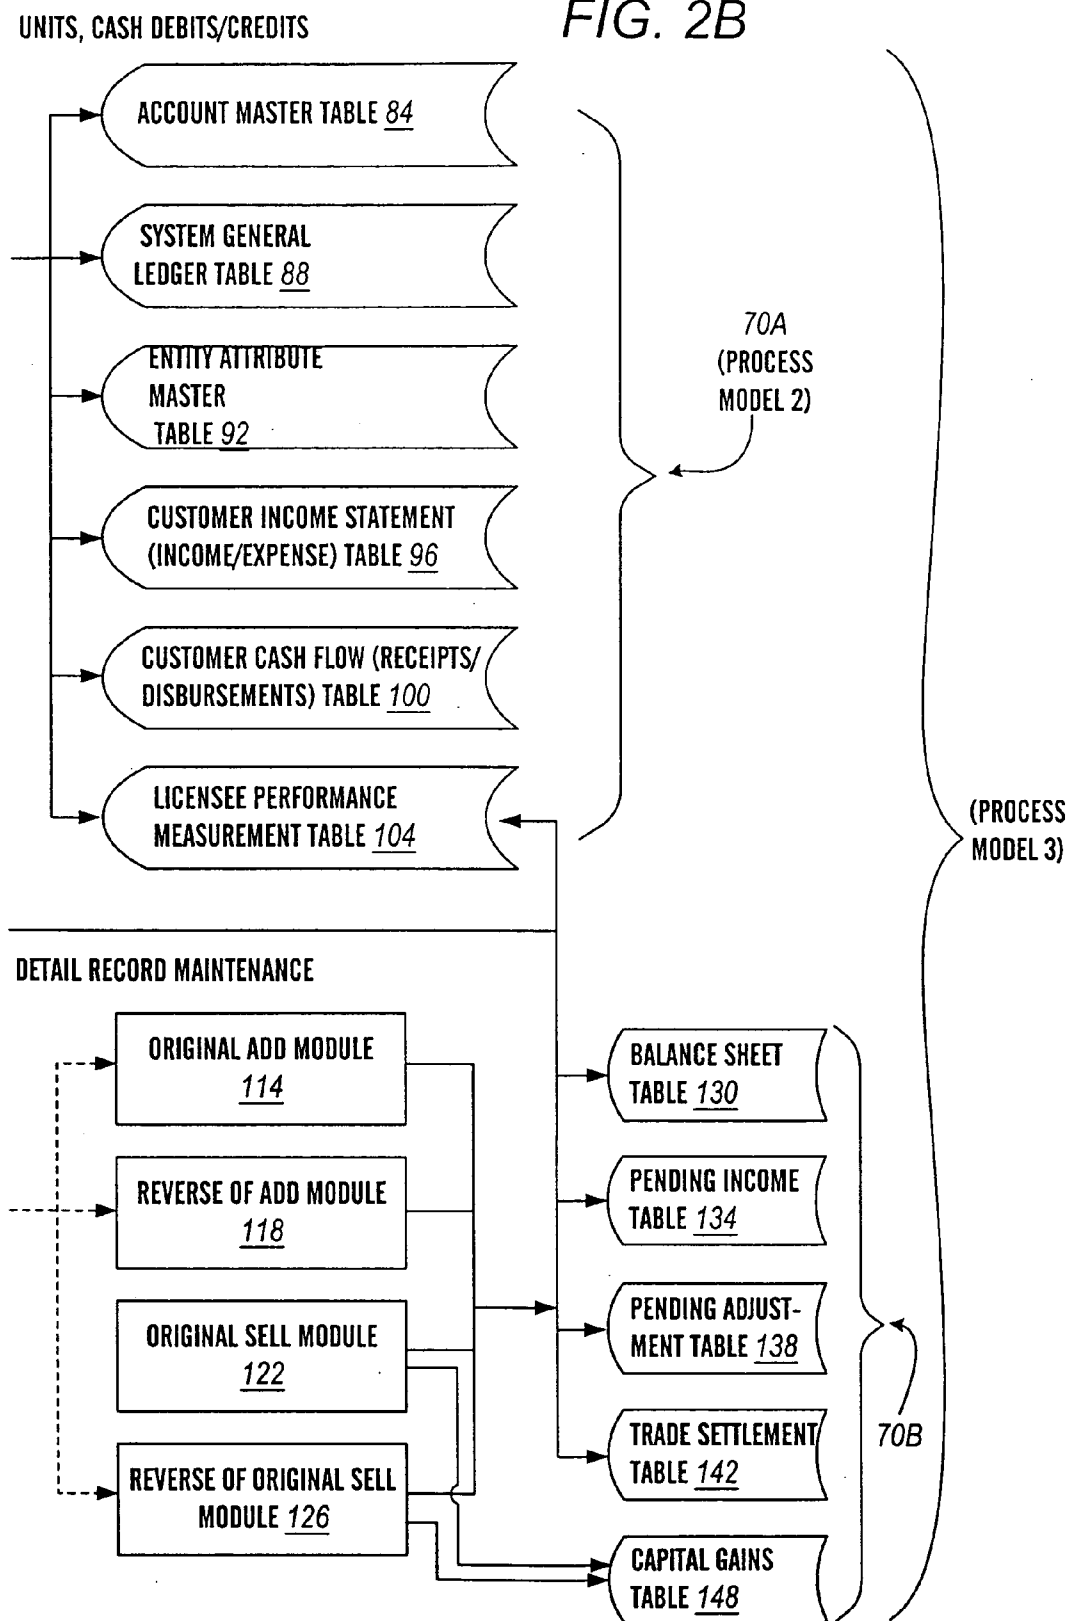 UNITS, CASH DEBITS/CREDITS
FIG. 2B
ACCOUNT MASTER TABLE 84
SYSTEM GENERAL
LEDGER TABLE 88
ENTITY ATTRIBUTE
MASTER
TABLE 92
CUSTOMER INCOME STATEMENT
(INCOME/EXPENSE) TABLE 96
CUSTOMER CASH FLOW (RECEIPTS/
DISBURSEMENTS) TABLE 100
LICENSEE PERFORMANCE
MEASUREMENT TABLE 104
70A
(PROCESS
MODEL 2)
(PROCESS
MODEL 3)
DETAIL RECORD MAINTENANCE
ORIGINAL ADD MODULE
114
REVERSE OF ADD MODULE
118
ORIGINAL SELL MODULE
122
REVERSE OF ORIGINAL SELL
MODULE 126
BALANCE SHEET
TABLE 130
PENDING INCOME
TABLE 134
PENDING ADJUST-
MENT TABLE 138
TRADE SETTLEMENT
TABLE 142
CAPITAL GAINS
TABLE 148
70B